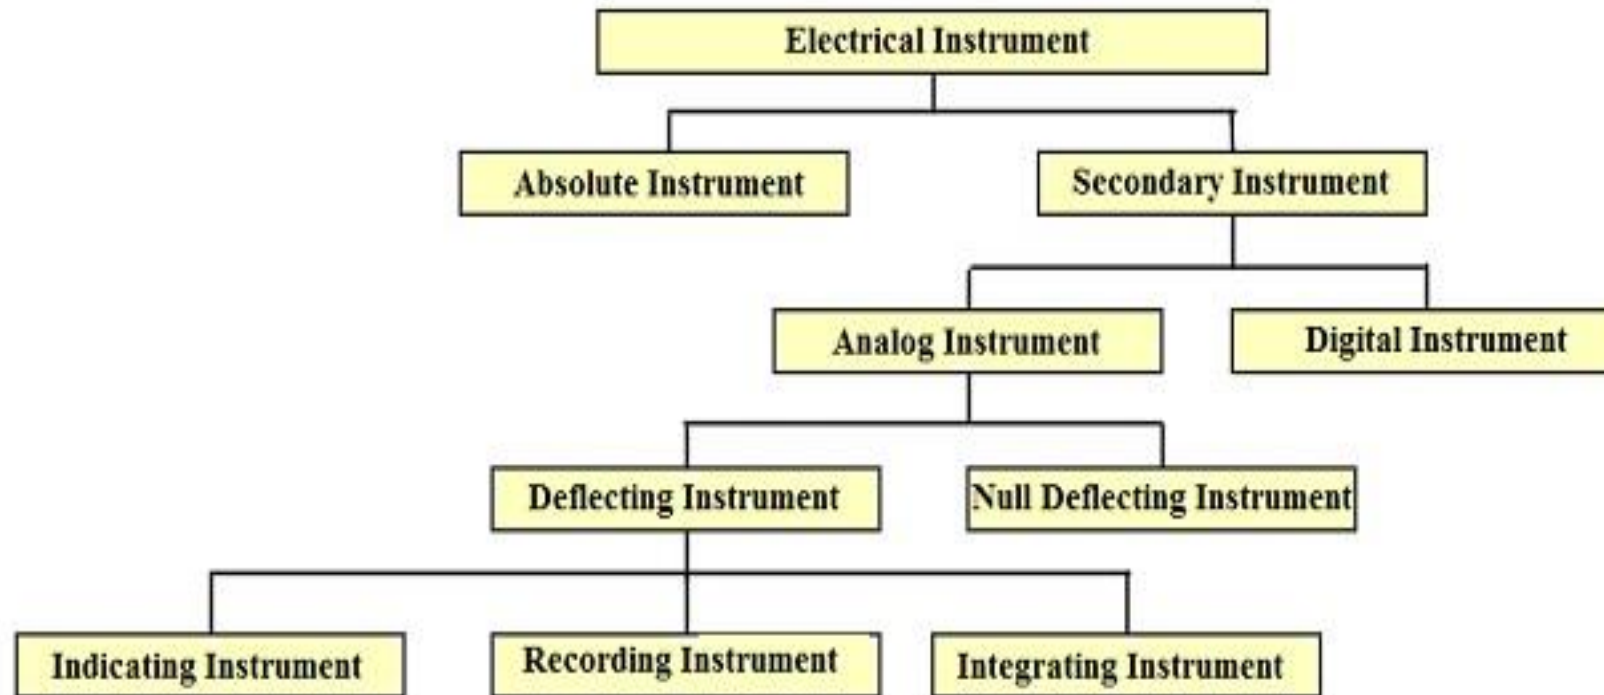 Electrical Instrument
Absolute Instrument
Secondary Instrument
Analog Instrument
Digital Instrument
Deflecting Instrument
Null Deflecting Instrument
Indicating Instrument
Recording Instrument
Integrating Instrument